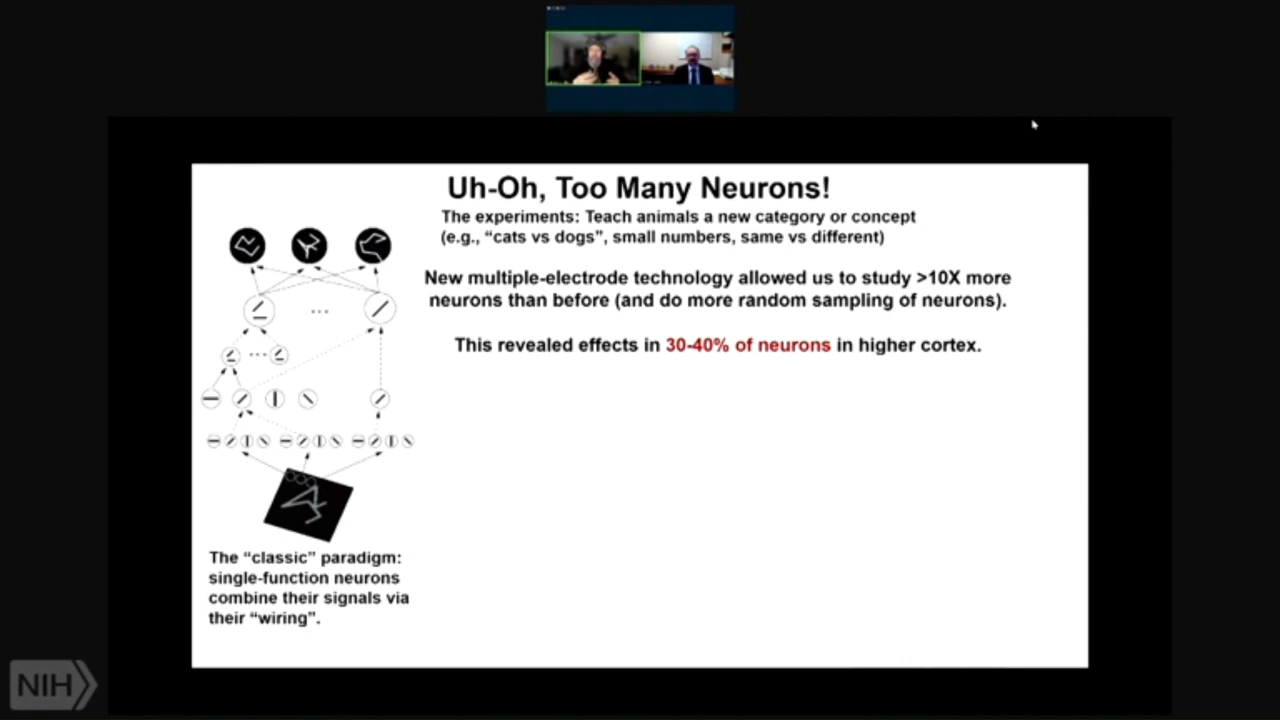 Uh-Oh, Too Many Neurons!
The experiments: Teach animals a new category or concept
(e.g., “cats vs dogs”, small numbers, same vs different)
New multiple-electrode technology allowed us to study >10X more
neurons than before (and do more random sampling of neurons).
This revealed effects in 30-40% of neurons in higher cortex.
The “classic” paradigm:
single-function neurons
combine their signals via
their “wiring”.
NIH